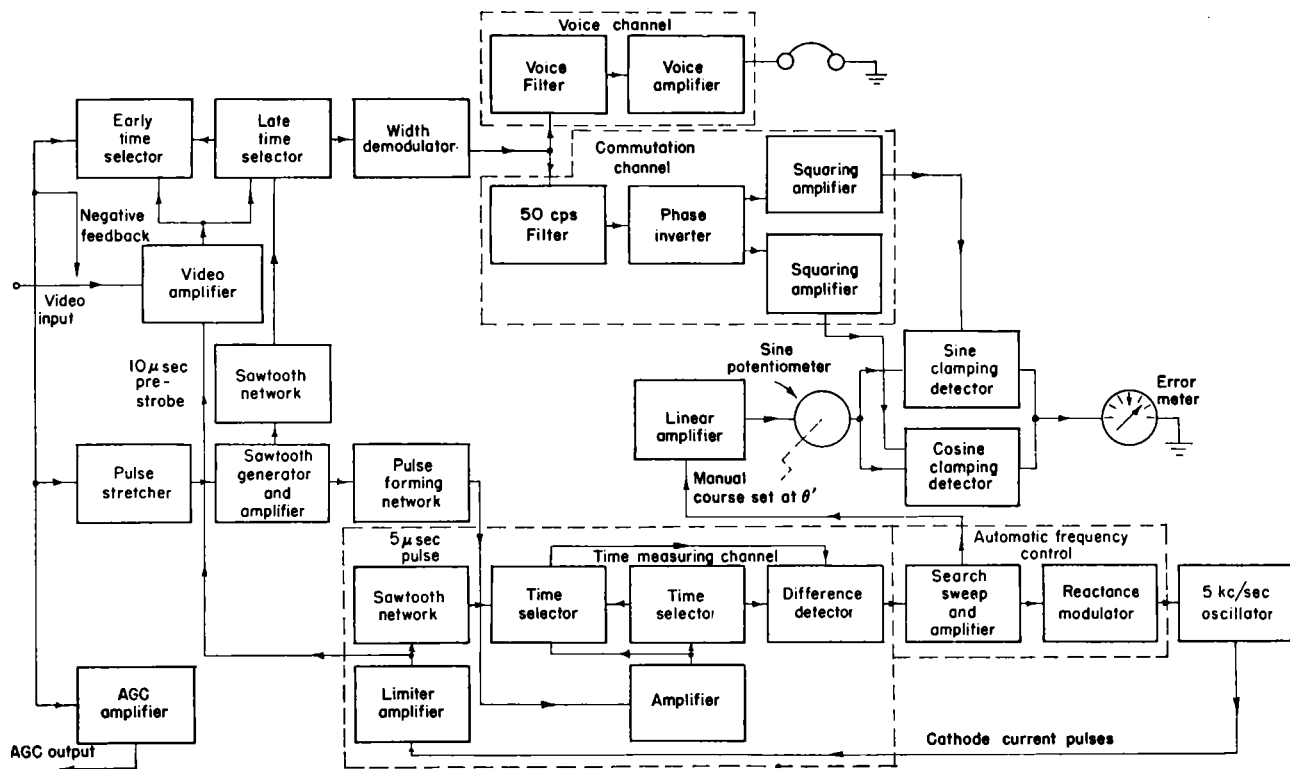 Voice channel
Voice
Filter
Voice
amplifier
Early
time
selector
Late
time
selector
Width
demodulator
Commutation
channel
Squaring
amplifier
50 cps
Filter
Phase
inverter
Squaring
amplifier
Negative
feedback
Video
amplifier
Video
input
10 μ sec
pre-
strobe
Sawtooth
network
Sine
potentiometer
Linear
amplifier
Sine
clamping
detector
Error
meter
Cosine
clamping
detector
Pulse
stretcher
Sawtooth
generator
and
amplifier
Pulse
forming
network
Manual
course set at θ'
5 μ sec
pulse
Time measuring channel
Automatic frequency
control
Sawtooth
network
Time
selector
Time
selector
Difference
detector
Search
sweep
and
amplifier
Reactance
modulator
5 kc/sec
oscillator
AGC
amplifier
Limiter
amplifier
Amplifier
AGC output
Cathode current pulses